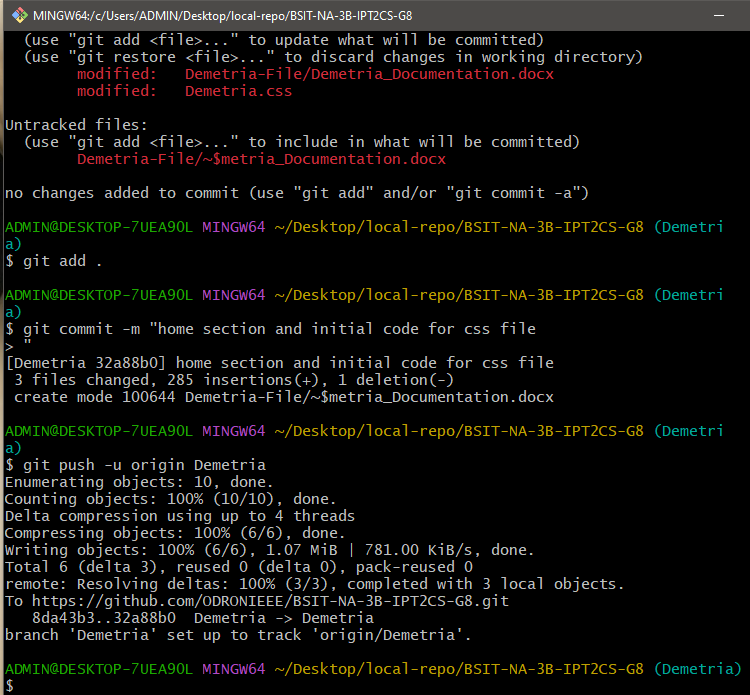 MINGW64:/c/Users/ADMIN/Desktop/local-repo/BSIT-NA-3B-IPT2CS-G8
(use "git add <file>..." to update what will be committed)
(use "git restore <file>..." to discard changes in working directory)
modified:   Demetria-File/Demetria_Documentation.docx
modified:   Demetria.css
Untracked files:
(use "git add <file>..." to include in what will be committed)
Demetria-File/~$metria_Documentation.docx
no changes added to commit (use "git add" and/or "git commit -a")
ADMIN@DESKTOP-7UEA9OL MINGW64 ~/Desktop/local-repo/BSIT-NA-3B-IPT2CS-G8 (Demetri
a)
$ git add .
ADMIN@DESKTOP-7UEA9OL MINGW64 ~/Desktop/local-repo/BSIT-NA-3B-IPT2CS-G8 (Demetri
a)
$ git commit -m "home section and initial code for css file
> "
[Demetria 32a88b0] home section and initial code for css file
3 files changed, 285 insertions(+), 1 deletion(-)
create mode 100644 Demetria-File/~$metria_Documentation.docx
ADMIN@DESKTOP-7UEA9OL MINGW64 ~/Desktop/local-repo/BSIT-NA-3B-IPT2CS-G8 (Demetri
a)
$ git push -u origin Demetria
Enumerating objects: 10, done.
Counting objects: 100% (10/10), done.
Delta compression using up to 4 threads
Compressing objects: 100% (6/6), done.
Writing objects: 100% (6/6), 1.07 MiB | 781.00 KiB/s, done.
Total 6 (delta 3), reused 0 (delta 0), pack-reused 0
remote: Resolving deltas: 100% (3/3), completed with 3 local objects.
To https://github.com/ODRONIEEE/BSIT-NA-3B-IPT2CS-G8.git
8da43b3..32a88b0  Demetria -> Demetria
branch 'Demetria' set up to track 'origin/Demetria'.
ADMIN@DESKTOP-7UEA9OL MINGW64 ~/Desktop/local-repo/BSIT-NA-3B-IPT2CS-G8 (Demetria)
$